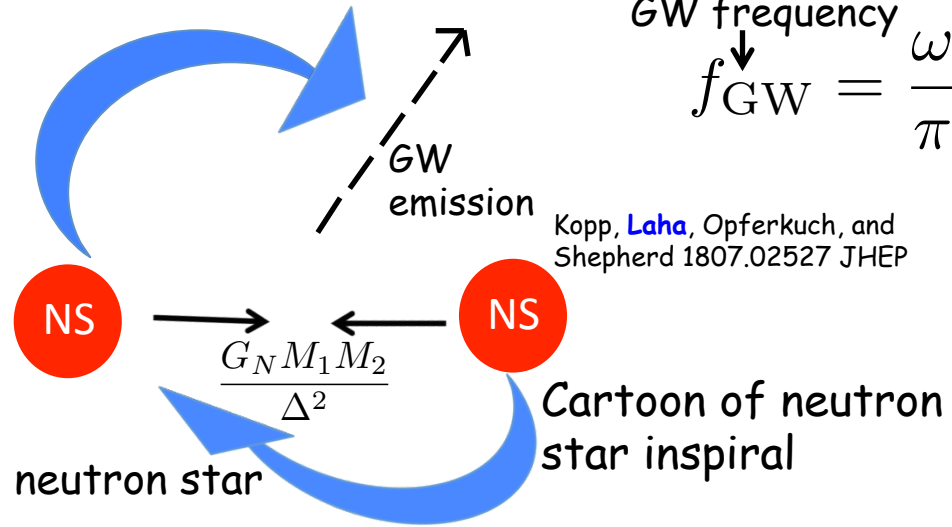 GW frequency
f_GW = ω/π
GW
emission
Kopp, Laha, Opferkuch, and
Shepherd 1807.02527 JHEP
NS
NS
G_N M_1 M_2 / Δ^2
Cartoon of neutron
star inspiral
neutron star